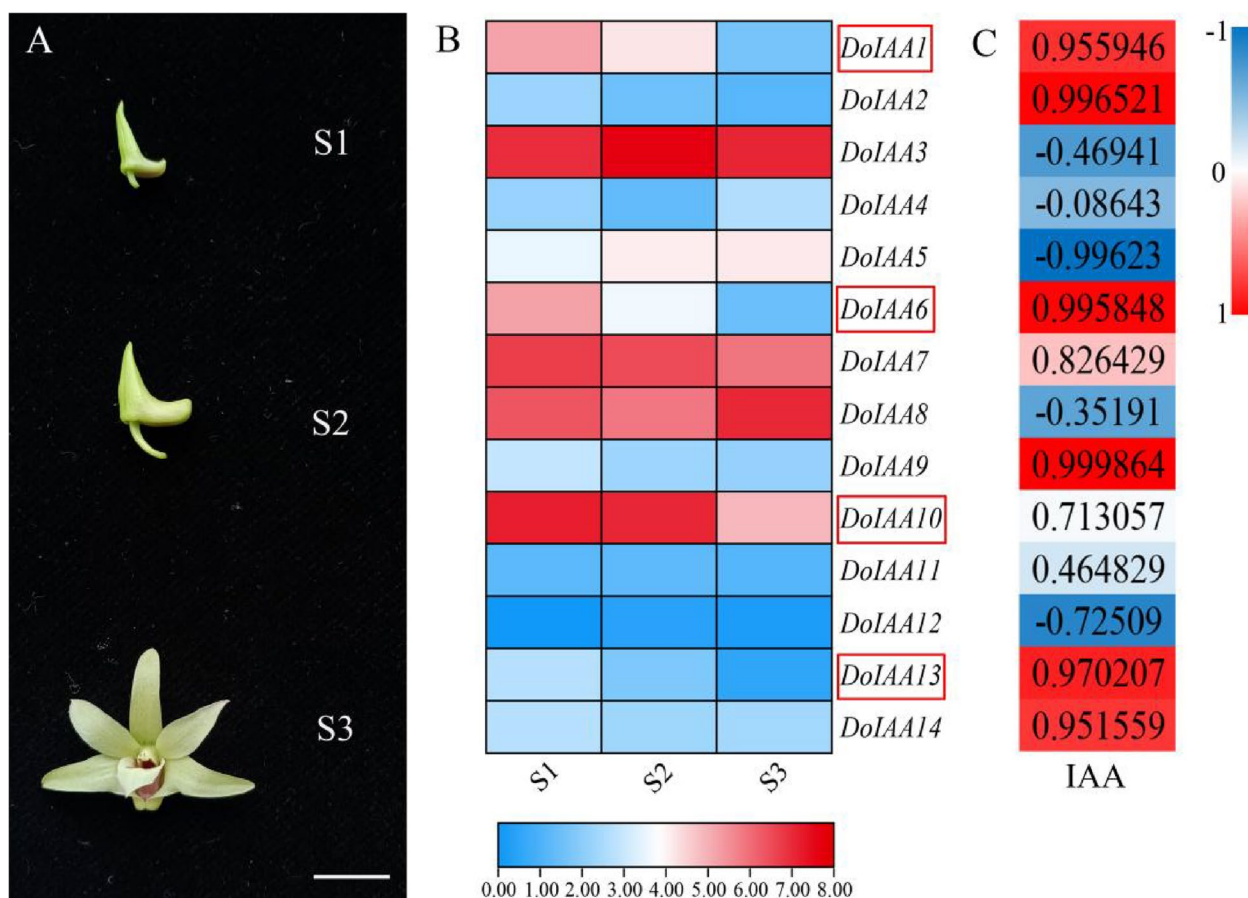 A
S1
S2
S3
B
DoIAA1
DoIAA2
DoIAA3
DoIAA4
DoIAA5
DoIAA6
DoIAA7
DoIAA8
DoIAA9
DoIAA10
DoIAA11
DoIAA12
DoIAA13
DoIAA14
S1 S2 S3
0.00 1.00 2.00 3.00 4.00 5.00 6.00 7.00 8.00
C
0.955946
0.996521
-0.46941
-0.08643
-0.99623
0.995848
0.826429
-0.35191
0.999864
0.713057
0.464829
-0.72509
0.970207
0.951559
IAA
-1
0
1